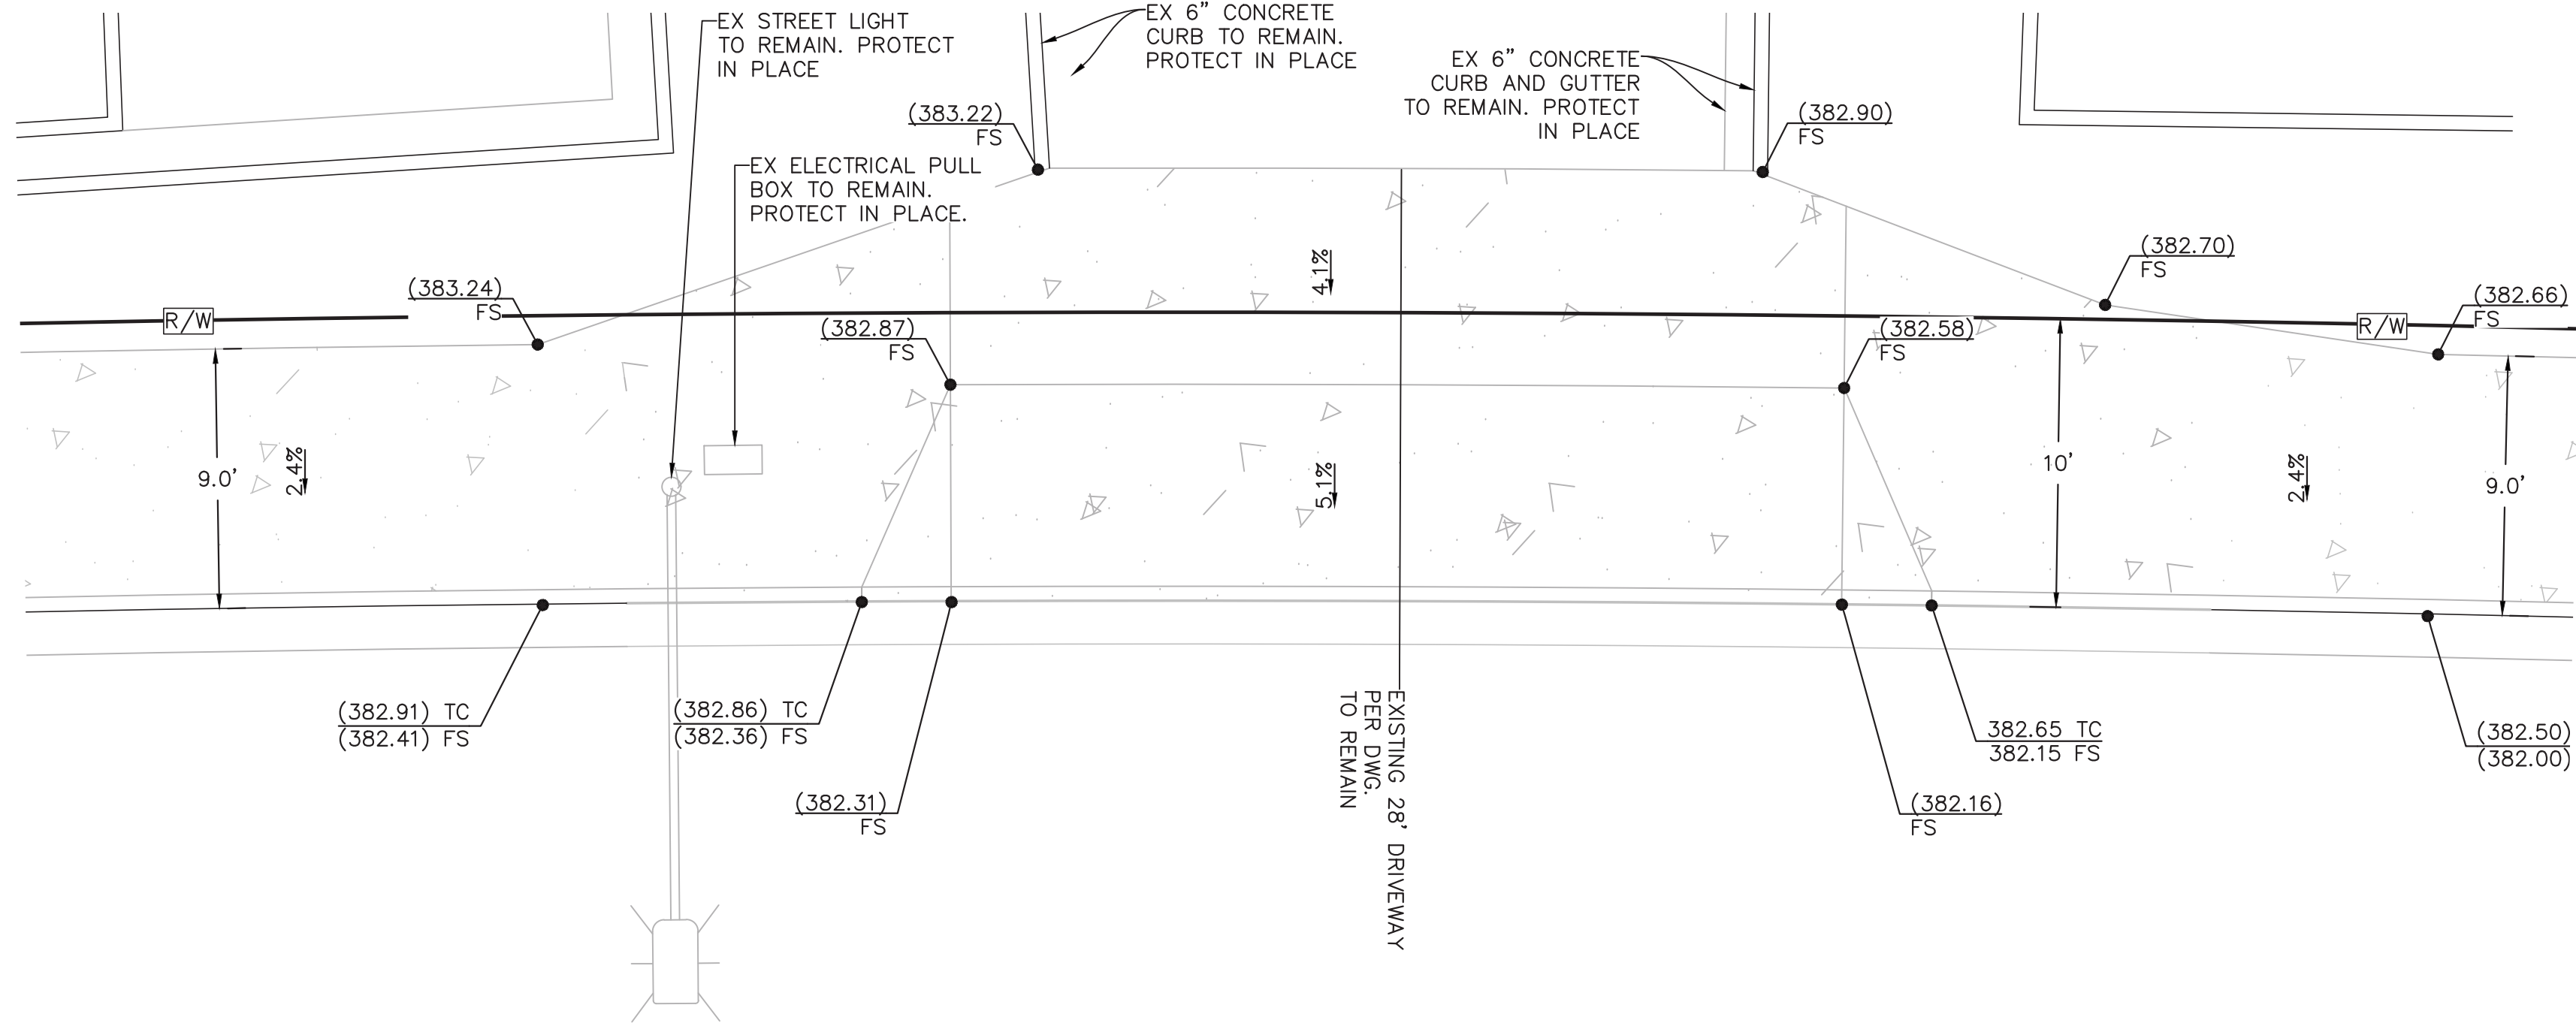 EX STREET LIGHT
TO REMAIN. PROTECT
IN PLACE
EX 6" CONCRETE
CURB TO REMAIN.
PROTECT IN PLACE
EX 6" CONCRETE
CURB AND GUTTER
TO REMAIN. PROTECT
IN PLACE
(383.22)
FS
(382.90)
FS
EX ELECTRICAL PULL
BOX TO REMAIN.
PROTECT IN PLACE.
(382.70)
FS
4.1%
(383.24)
FS
(382.66)
FS
R/W
R/W
(382.87)
FS
(382.58)
FS
9.0'
2.4%
5.1%
10'
2.4%
9.0'
(382.91) TC
(382.41) FS
(382.86) TC
(382.36) FS
EXISTING 28' DRIVEWAY
PER DWG.
TO REMAIN
382.65 TC
382.15 FS
(382.50)
(382.00)
(382.31)
FS
(382.16)
FS